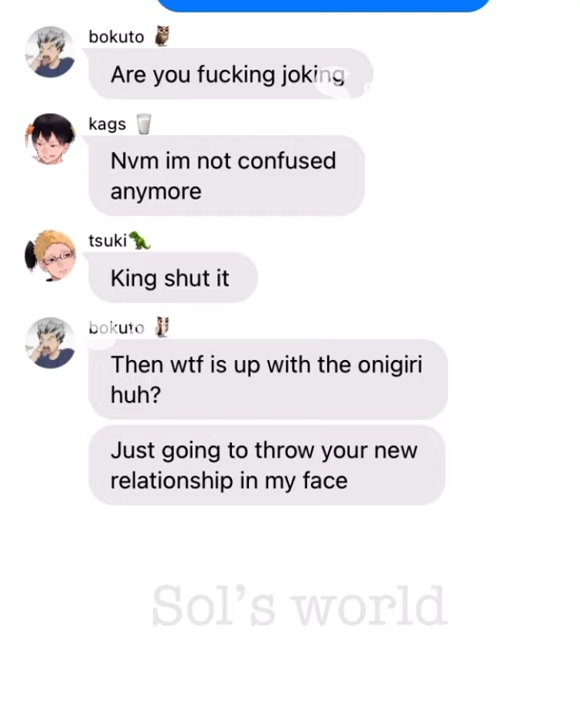 bokuto 🦉
Are you fucking joking
kags 🥛
Nvm im not confused
anymore
tsuki🦖
King shut it
bokuto 🦉
Then wtf is up with the onigiri
huh?
Just going to throw your new
relationship in my face
Sol's world